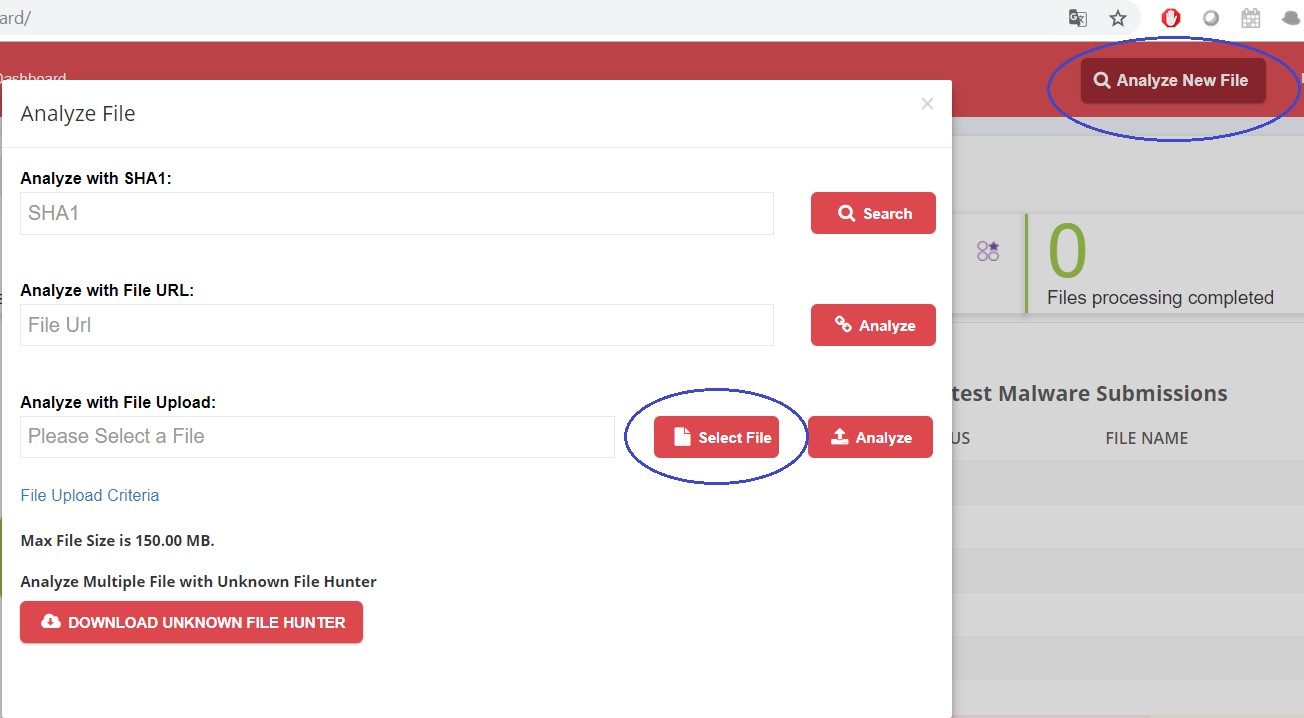 ard/
Dashboard
Analyze New File
Analyze File
×
Analyze with SHA1:
SHA1
Search
Analyze with File URL:
File Url
Analyze
Analyze with File Upload:
Please Select a File
Select File
Analyze
File Upload Criteria
Max File Size is 150.00 MB.
Analyze Multiple File with Unknown File Hunter
DOWNLOAD UNKNOWN FILE HUNTER
0
Files processing completed
test Malware Submissions
US
FILE NAME